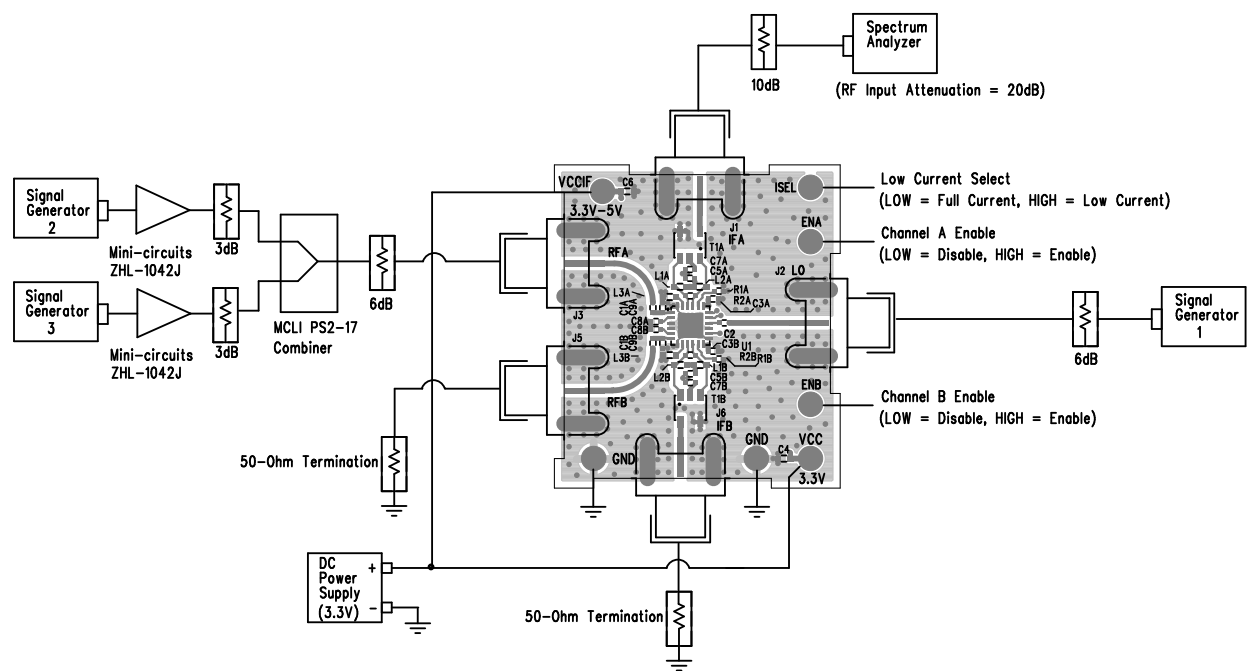 Spectrum
Analyzer
10dB
(RF Input Attenuation = 20dB)
Signal
Generator
2
Mini-circuits
ZHL-1042J
3dB
Signal
Generator
3
Mini-circuits
ZHL-1042J
3dB
MCLI PS2-17
Combiner
6dB
50-Ohm Termination
DC
Power
Supply
(3.3V)
+
-
50-Ohm Termination
VCCIF
C6
3.3V-5V
ISEL
ENA
J1
IFA
T1A
C7A
C5A
L1A
L2A
RFA
L3A
R1A
R2A
C3A
J2 LO
C1A
C9A
J3
C8A
C8B
J5
C1B
C9B
C2
C3B
U1
L3B
R2B
R1B
L2B
L1B
C5B
C7B
RFB
T1B
J6
IFB
ENB
GND
GND
C4
VCC
3.3V
Low Current Select
(LOW = Full Current, HIGH = Low Current)
Channel A Enable
(LOW = Disable, HIGH = Enable)
6dB
Signal
Generator
1
Channel B Enable
(LOW = Disable, HIGH = Enable)